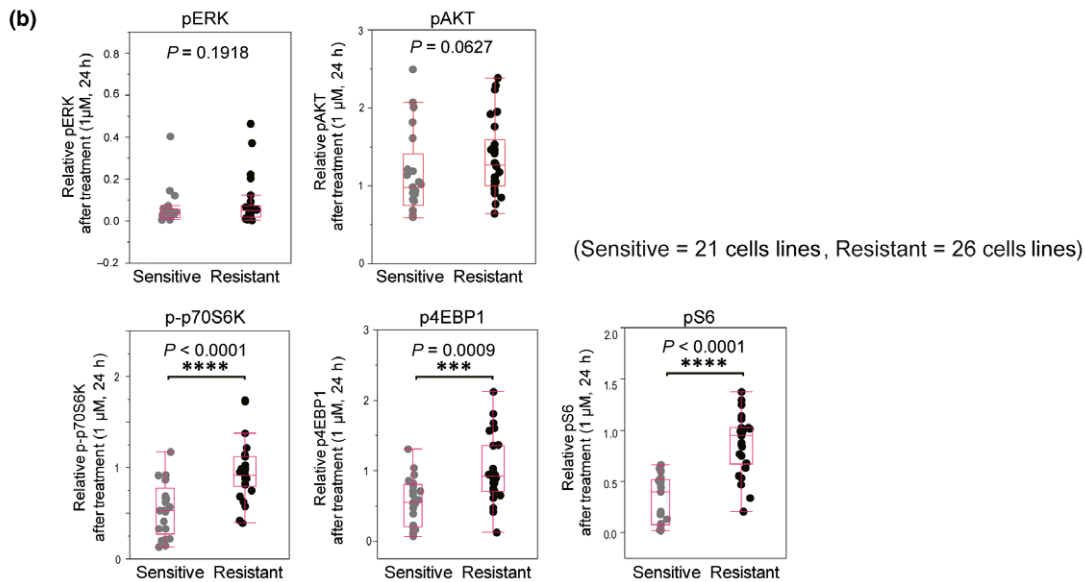 (b)
pERK
P = 0.1918
Relative pERK
after treatment (1µM, 24 h)
0.8
0.6
0.4
0.2
0.0
−0.2
Sensitive Resistant
pAKT
P = 0.0627
Relative pAKT
after treatment (1 µM, 24 h)
3
2
1
0
Sensitive Resistant
(Sensitive = 21 cells lines, Resistant = 26 cells lines)
p-p70S6K
P < 0.0001
****
Relative p-p70S6K
after treatment (1 µM, 24 h)
2
1
0
Sensitive Resistant
p4EBP1
P = 0.0009
***
Relative p4EBP1
after treatment (1 µM, 24 h)
3
2
1
0
Sensitive Resistant
pS6
P < 0.0001
****
Relative pS6
after treatment (1 µM, 24 h)
2.0
1.5
1.0
0.5
0.0
Sensitive Resistant